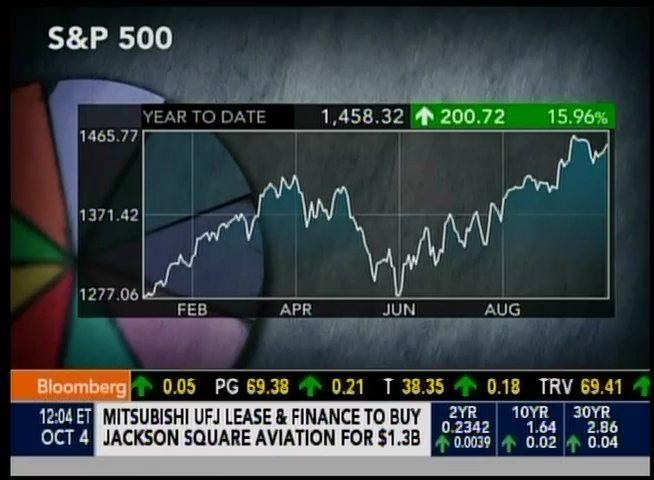 S&P 500
YEAR TO DATE 1,458.32 200.72 15.96%
1465.77
1371.42
1277.06
FEB APR JUN AUG
Bloomberg 0.05 PG 69.38 0.21 T 38.35 0.18 TRV 69.41
12:04 ET
OCT 4
MITSUBISHI UFJ LEASE & FINANCE TO BUY
JACKSON SQUARE AVIATION FOR $1.3B
2YR 10YR 30YR
0.2342 1.64 2.86
0.0039 0.02 0.04